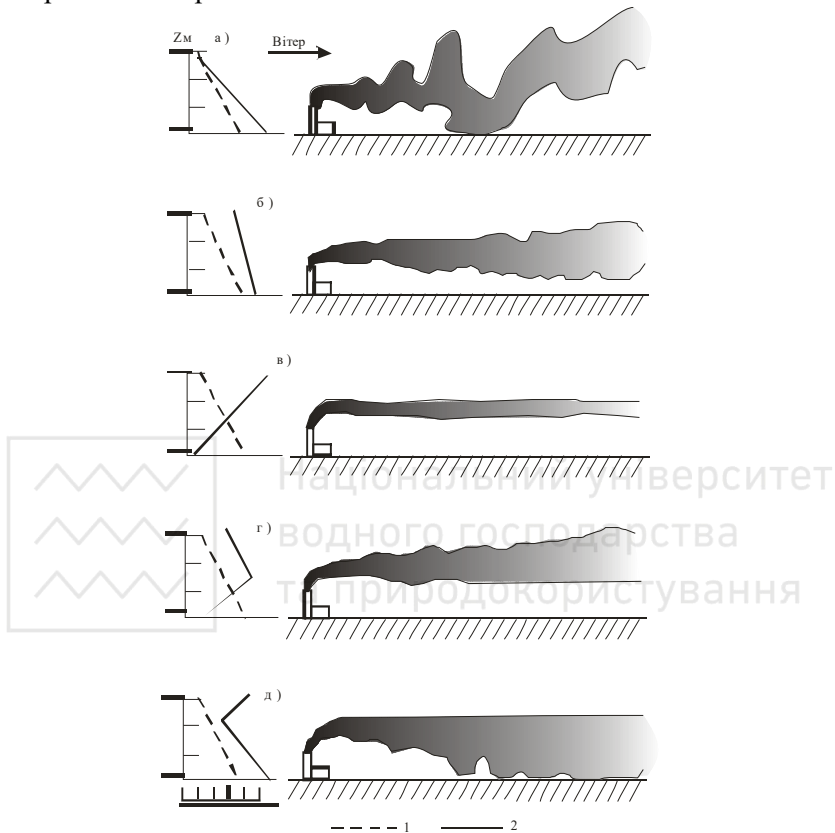 Zм а )
Вітер
б )
в )
Національний університет
водного господарства
та природокористування
г )
д )
1 2